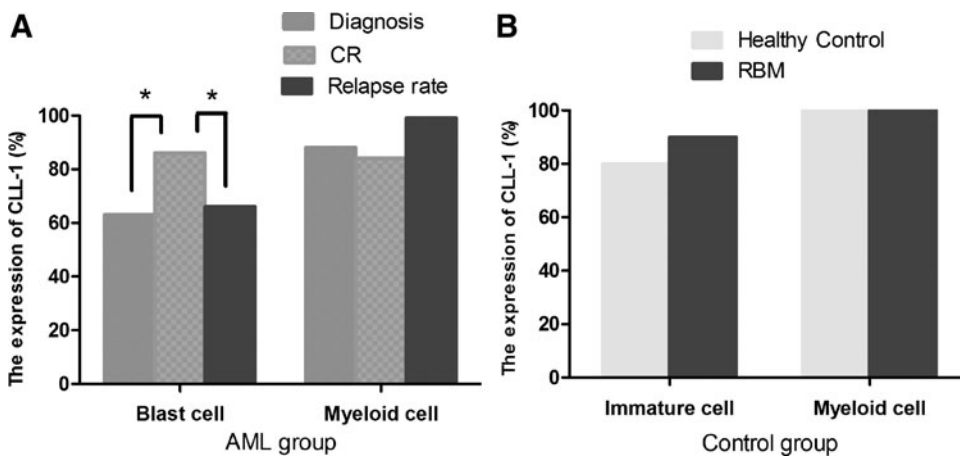 A
Diagnosis
CR
Relapse rate
The expression of CLL-1 (%)
100
80
60
40
20
0
* *
Blast cell Myeloid cell
AML group
B
Healthy Control
RBM
The expression of CLL-1 (%)
100
80
60
40
20
0
Immature cell Myeloid cell
Control group